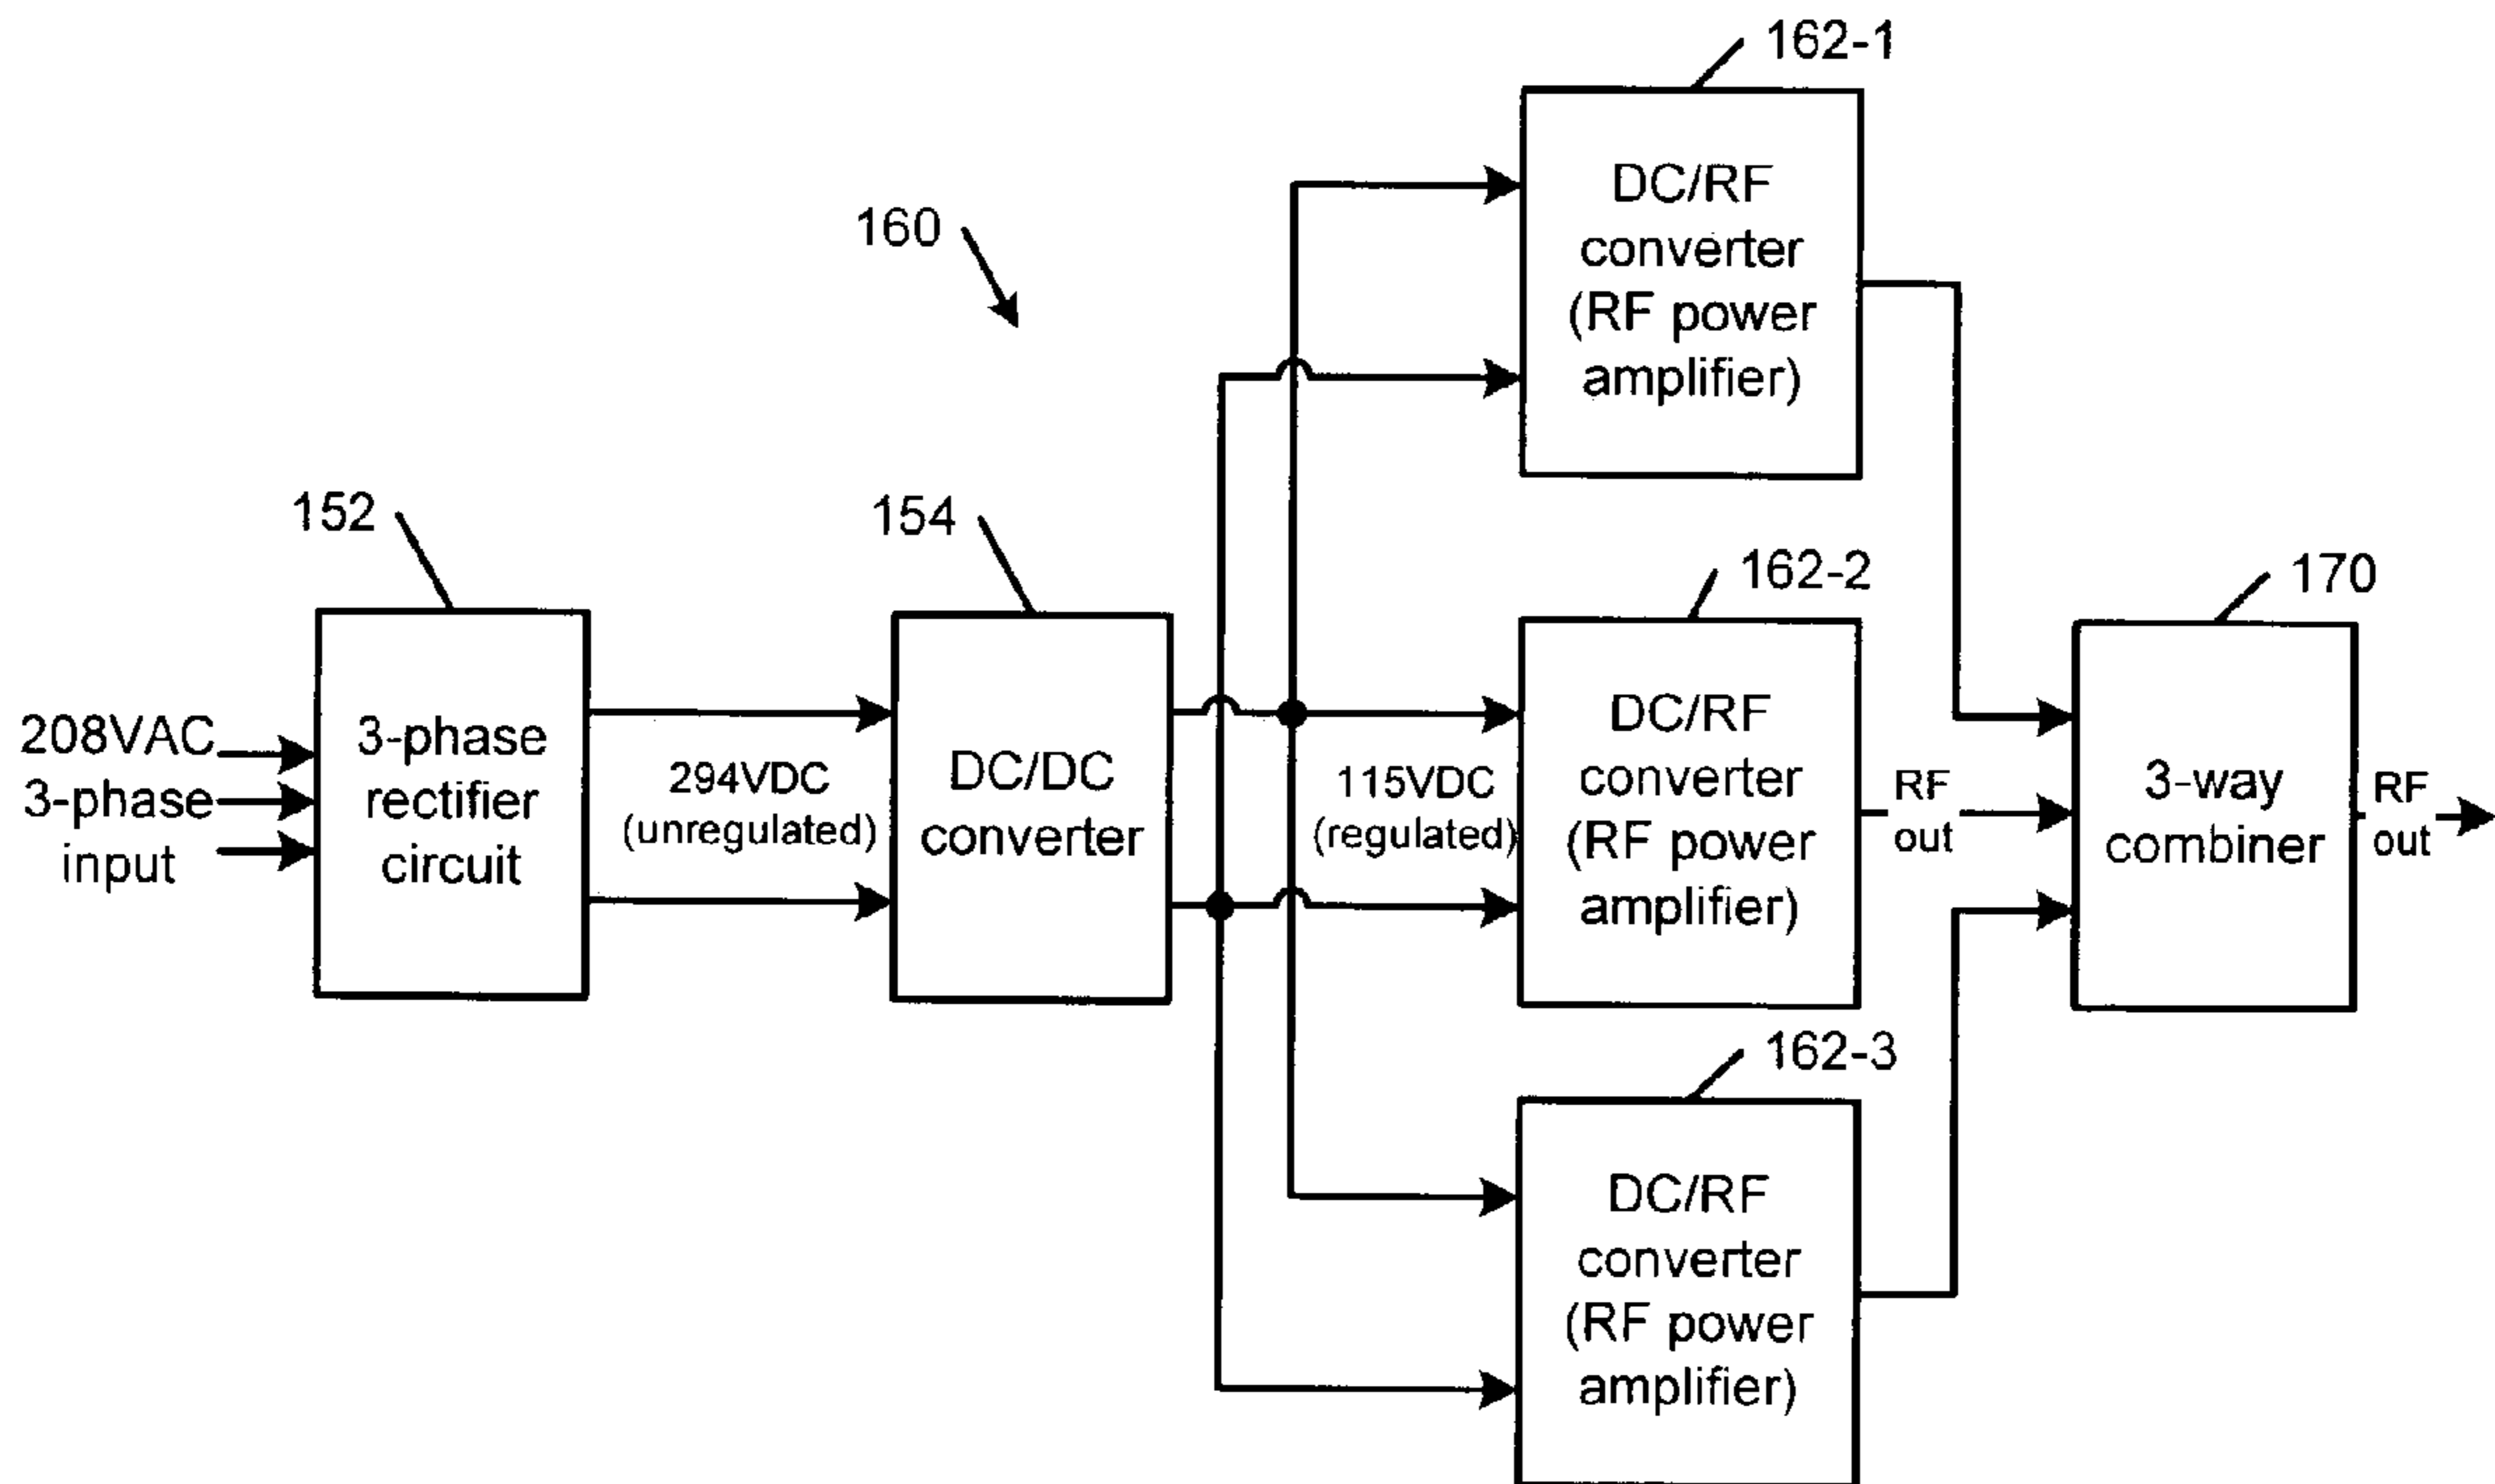 162-1
DC/RF
converter
(RF power
amplifier)
160
152
154
162-2
170
208VAC
3-phase
input
3-phase
rectifier
circuit
294VDC
(unregulated)
DC/DC
converter
115VDC
(regulated)
DC/RF
converter
(RF power
amplifier)
RF
out
3-way
combiner
RF
out
162-3
DC/RF
converter
(RF power
amplifier)